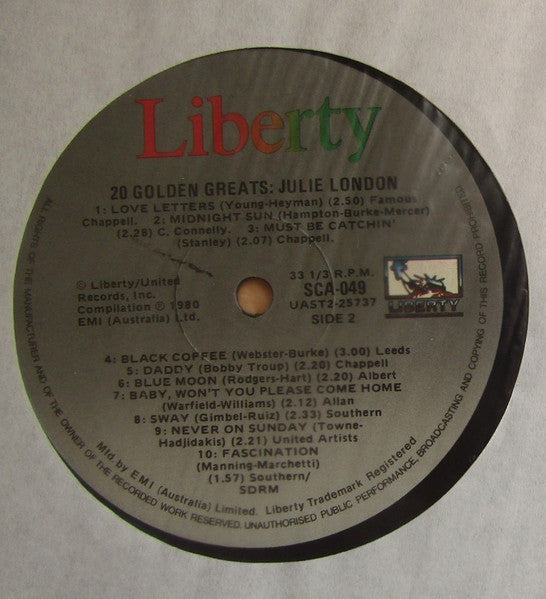 Liberty
20 GOLDEN GREATS: JULIE LONDON
1: LOVE LETTERS (Young-Heyman) (2.50) Famous
Chappell. 2: MIDNIGHT SUN (Hampton-Burke-Mercer)
(2.28) C. Connelly. 3: MUST BE CATCHIN'
(Stanley) (2.07) Chappell.
© Liberty/United
Records, Inc.
Compilation ℗ 1980
EMI (Australia) Ltd.
33 1/3 R.P.M.
SCA-049
UAST2-25737
SIDE 2
LIBERTY
4: BLACK COFFEE (Webster-Burke) (3.00) Leeds
5: DADDY (Bobby Troup) (2.20) Chappell
6: BLUE MOON (Rodgers-Hart) (2.20) Albert
7: BABY, WON'T YOU PLEASE COME HOME
(Warfield-Williams) (2.12) Allan
8: SWAY (Gimbel-Ruiz) (2.33) Southern
9: NEVER ON SUNDAY (Towne-
Hadjidakis) (2.21) United Artists
10: FASCINATION
(Manning-Marchetti)
(1.57) Southern/
SDRM
Mfd by EMI (Australia) Limited. Liberty Trademark Registered
ALL RIGHTS OF THE MANUFACTURER AND OF THE OWNER OF THE RECORDED WORK RESERVED. UNAUTHORISED PUBLIC PERFORMANCE, BROADCASTING AND COPYING OF THIS RECORD PROHIBITED.